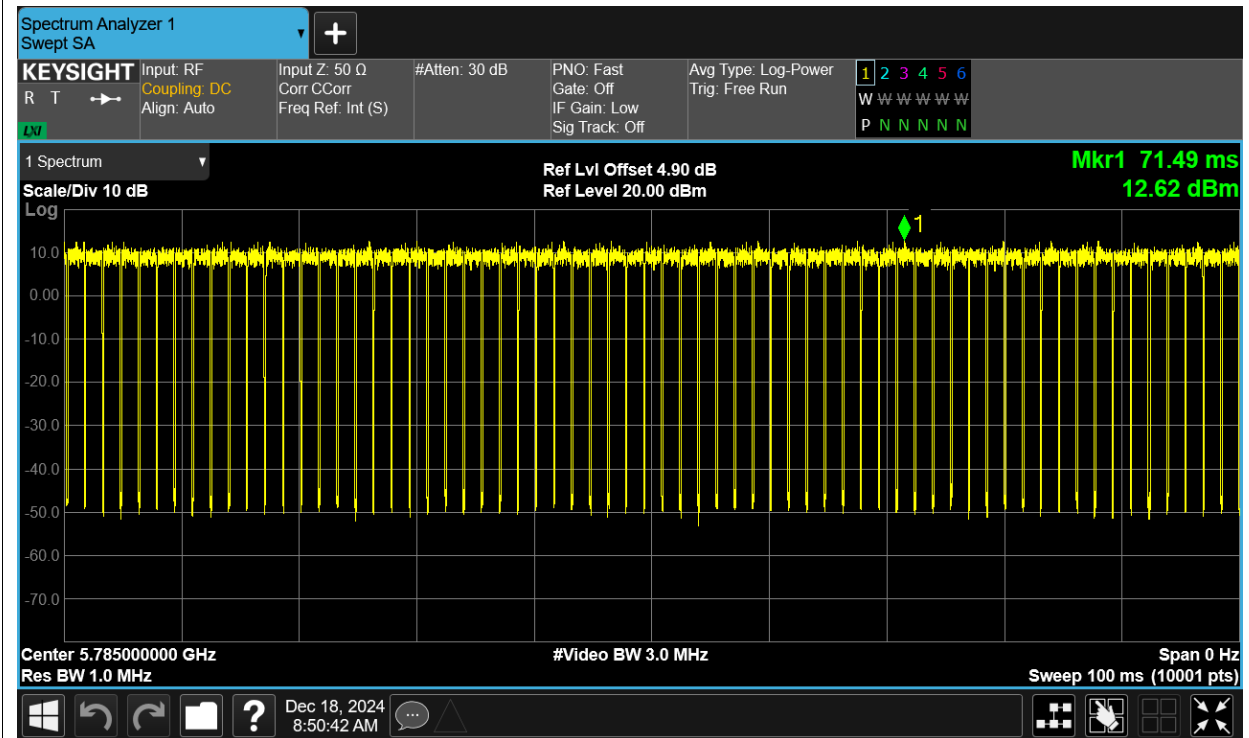 Spectrum Analyzer 1
Swept SA
KEYSIGHT
R T
LXI
Input: RF
Coupling: DC
Align: Auto
Input Z: 50 Ω
Corr CCorr
Freq Ref: Int (S)
#Atten: 30 dB
PNO: Fast
Gate: Off
IF Gain: Low
Sig Track: Off
Avg Type: Log-Power
Trig: Free Run
1 2 3 4 5 6
W W W W W W
P N N N N N
1 Spectrum
Scale/Div 10 dB
Log
Ref Lvl Offset 4.90 dB
Ref Level 20.00 dBm
Mkr1 71.49 ms
12.62 dBm
1
10.0
0.00
-10.0
-20.0
-30.0
-40.0
-50.0
-60.0
-70.0
Center 5.785000000 GHz
Res BW 1.0 MHz
#Video BW 3.0 MHz
Span 0 Hz
Sweep 100 ms (10001 pts)
?
Dec 18, 2024
8:50:42 AM